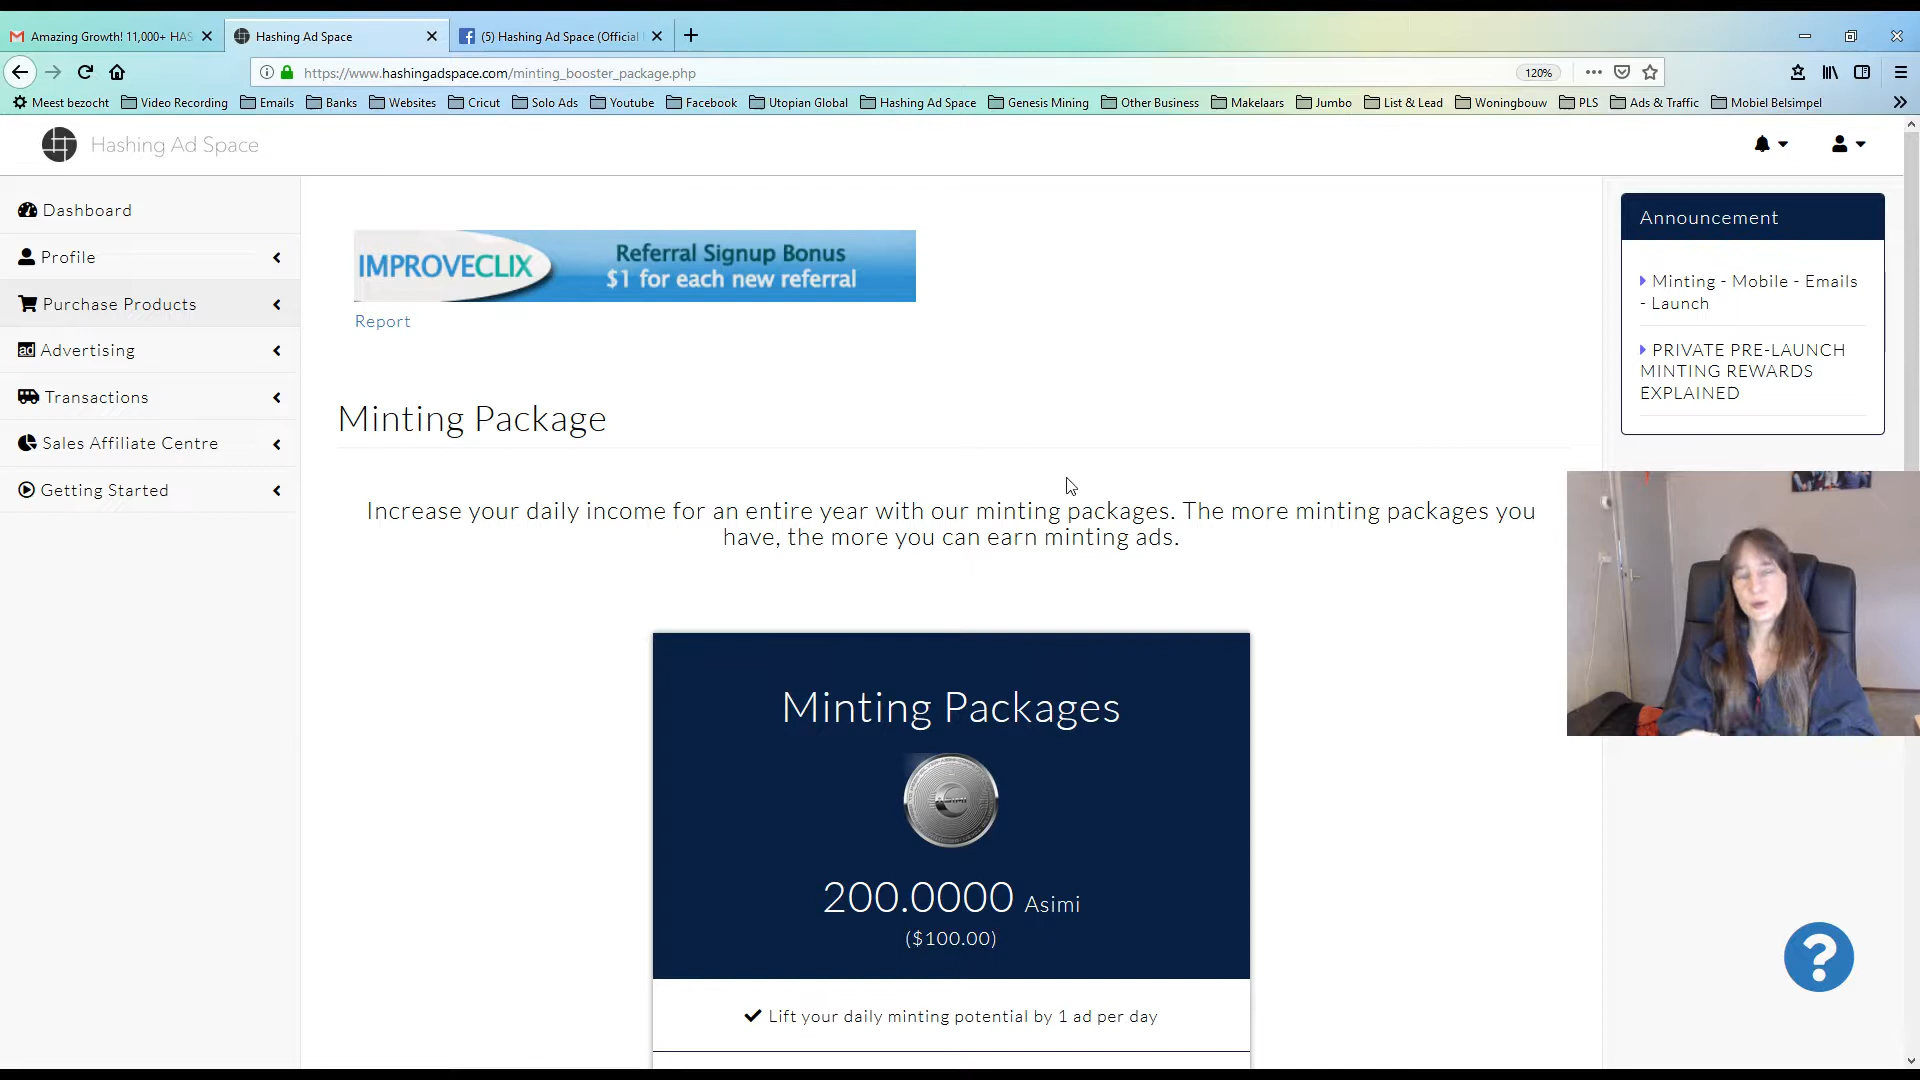 Amazing Growth! 11,000+ HAS
Hashing Ad Space
(5) Hashing Ad Space (Official
https://www.hashingadspace.com/minting_booster_package.php
120%
Meest bezocht
Video Recording
Emails
Banks
Websites
Cricut
Solo Ads
Youtube
Facebook
Utopian Global
Hashing Ad Space
Genesis Mining
Other Business
Makelaars
Jumbo
List & Lead
Woningbouw
PLS
Ads & Traffic
Mobiel Belsimpel
Hashing Ad Space
Dashboard
Profile
Purchase Products
ad Advertising
Transactions
Sales Affiliate Centre
Getting Started
IMPROVECLIX
Referral Signup Bonus
$1 for each new referral
Report
Minting Package
Increase your daily income for an entire year with our minting packages. The more minting packages you
have, the more you can earn minting ads.
Minting Packages
200.0000 Asimi
($100.00)
Lift your daily minting potential by 1 ad per day
Announcement
Minting - Mobile - Emails
- Launch
PRIVATE PRE-LAUNCH
MINTING REWARDS
EXPLAINED
?